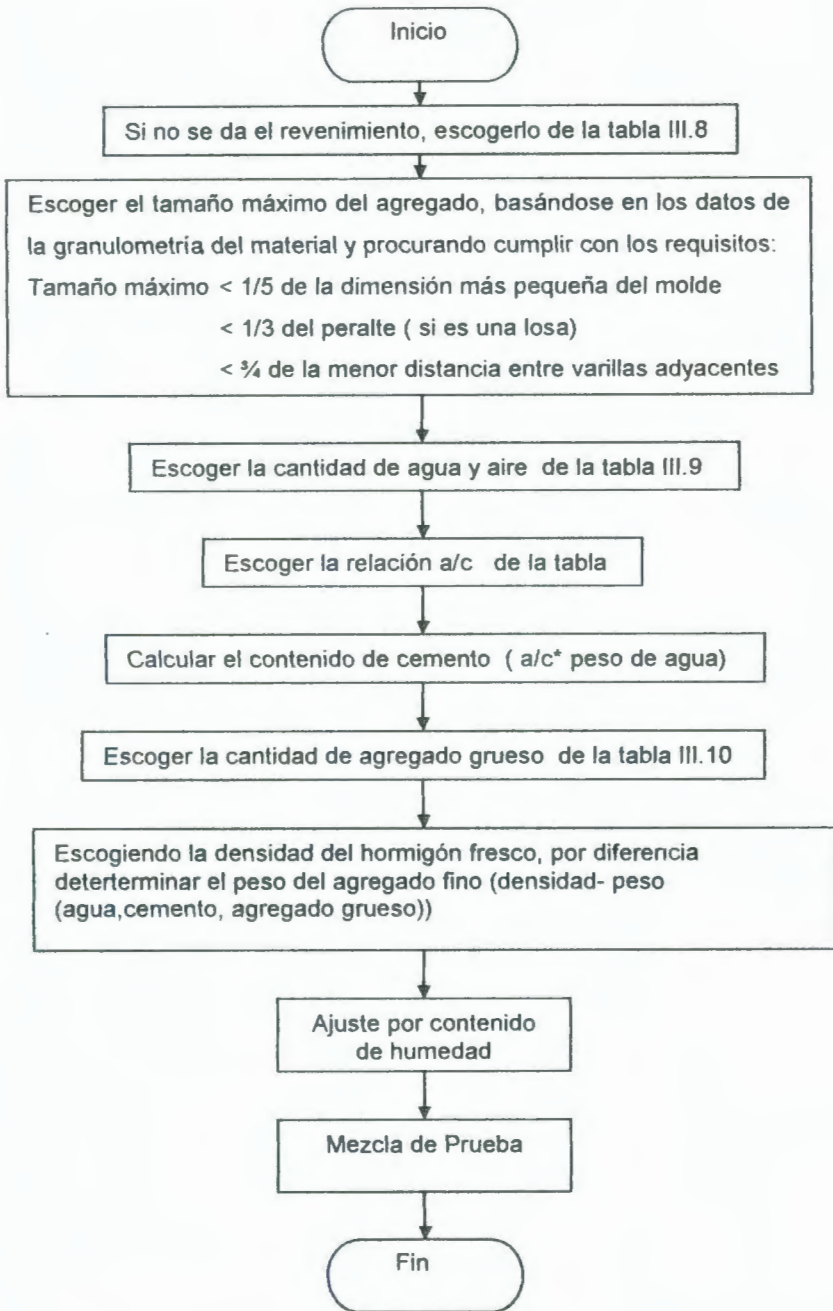 Inicio
Si no se da el revenimiento, escogerlo de la tabla III.8
Escoger el tamaño máximo del agregado, basándose en los datos de
la granulometría del material y procurando cumplir con los requisitos:
Tamaño máximo < 1/5 de la dimensión más pequeña del molde
< 1/3 del peralte ( si es una losa)
< ¾ de la menor distancia entre varillas adyacentes
Escoger la cantidad de agua y aire de la tabla III.9
Escoger la relación a/c de la tabla
Calcular el contenido de cemento ( a/c* peso de agua)
Escoger la cantidad de agregado grueso de la tabla III.10
Escogiendo la densidad del hormigón fresco, por diferencia
deterterminar el peso del agregado fino (densidad- peso
(agua,cemento, agregado grueso))
Ajuste por contenido
de humedad
Mezcla de Prueba
Fin